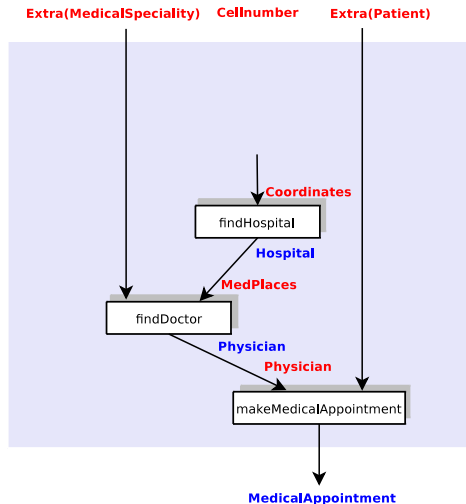 Extra(MedicalSpeciality)
Cellnumber
Extra(Patient)
Coordinates
findHospital
Hospital
MedPlaces
findDoctor
Physician
Physician
makeMedicalAppointment
MedicalAppointment